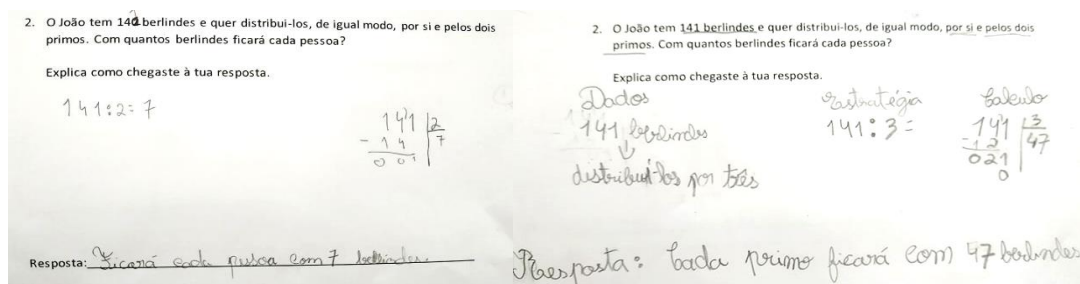 2. O João tem 141 berlindes e quer distribui-los, de igual modo, por si e pelos dois
primos. Com quantos berlindes ficará cada pessoa?
Explica como chegaste à tua resposta.
141:2=7
141 2
- 14 7
0 01
Resposta: Ficará cada pessoa com 7 berlindes.
2. O João tem 141 berlindes e quer distribui-los, de igual modo, por si e pelos dois
primos. Com quantos berlindes ficará cada pessoa?
Explica como chegaste à tua resposta.
Dados Estratégia Calculo
141 berlindes 141:3= 141 3
-12 47
021
0
distribuí-los por três
Resposta: Cada primo ficará com 47 berlindes